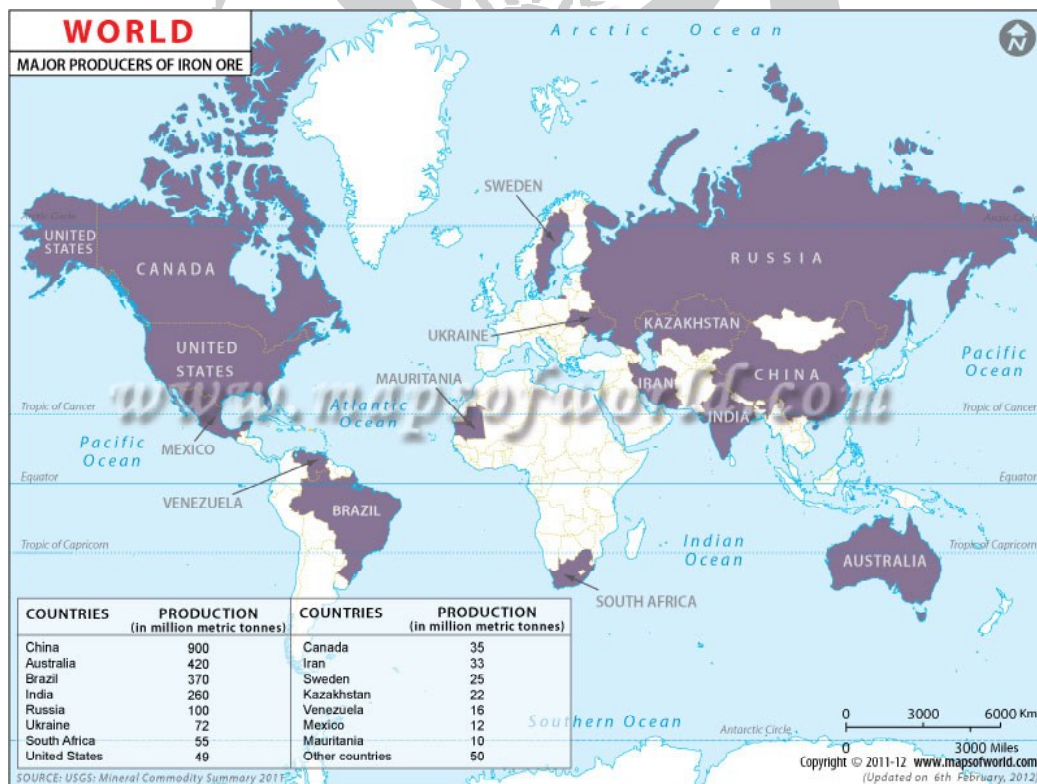 WORLD
MAJOR PRODUCERS OF IRON ORE
Arctic Ocean
SWEDEN
Arctic Circle
Arctic Circle
UNITED
STATES
CANADA
RUSSIA
UKRAINE
KAZAKHSTAN
UNITED
STATES
MAURITANIA
IRAN
CHINA
Pacific
Ocean
www.mapsofworld.com
Tropic of Cancer
Atlantic
Ocean
INDIA
Tropic of Cancer
Pacific
Ocean
MEXICO
Equator
VENEZUELA
Equator
BRAZIL
Tropic of Capricorn
Indian
Ocean
AUSTRALIA
Tropic of Capricorn
SOUTH AFRICA
COUNTRIES PRODUCTION COUNTRIES PRODUCTION
(in million metric tonnes) (in million metric tonnes)
China 900 Canada 35
Australia 420 Iran 33
Brazil 370 Sweden 25
India 260 Kazakhstan 22
Russia 100 Venezuela 16
Ukraine 72 Mexico 12
South Africa 55 Mauritania 10
United States 49 Other countries 50
Southern Ocean
Antarctic Circle
0 3000 6000 Km
0 3000 Miles
N
SOURCE: USGS: Mineral Commodity Summary 2011
Copyright © 2011-12 www.mapsofworld.com
(Updated on 6th February, 2012)